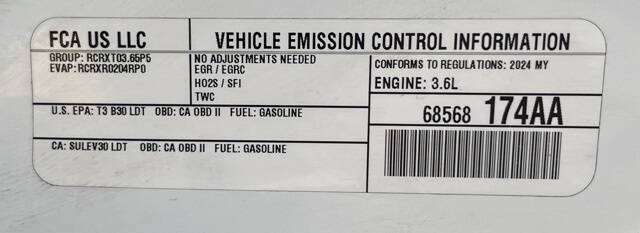 FCA US LLC
VEHICLE EMISSION CONTROL INFORMATION
GROUP: RCRXT03.65P5
EVAP: RCRXR0204RP0
NO ADJUSTMENTS NEEDED
EGR / EGRC
HO2S / SFI
TWC
CONFORMS TO REGULATIONS: 2024 MY
ENGINE: 3.6L
U.S. EPA: T3 B30 LDT OBD: CA OBD II FUEL: GASOLINE
CA: SULEV30 LDT OBD: CA OBD II FUEL: GASOLINE
68568 174AA